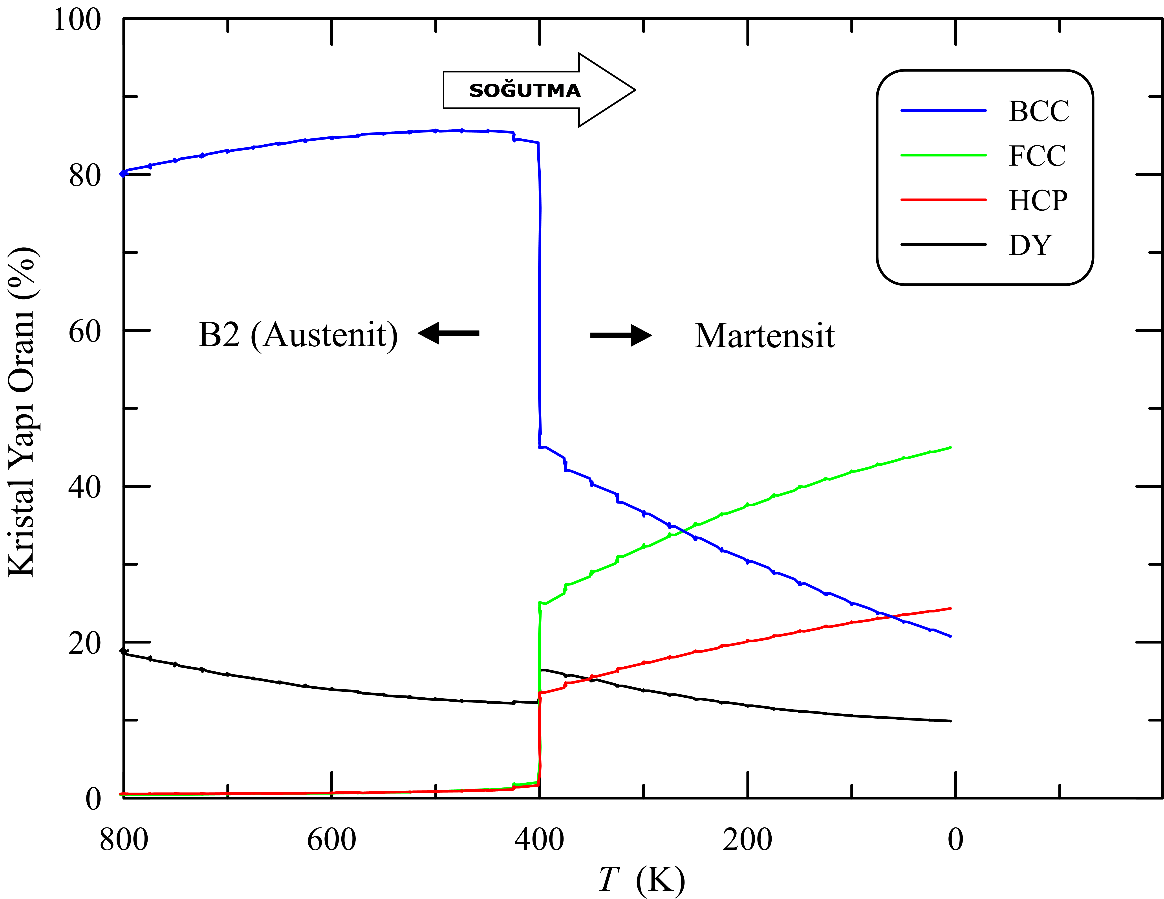 100
80
60
40
20
0
Kristal Yapı Oranı (%)
SOĞUTMA
BCC
FCC
HCP
DY
B2 (Austenit)
Martensit
800
600
400
200
0
T (K)